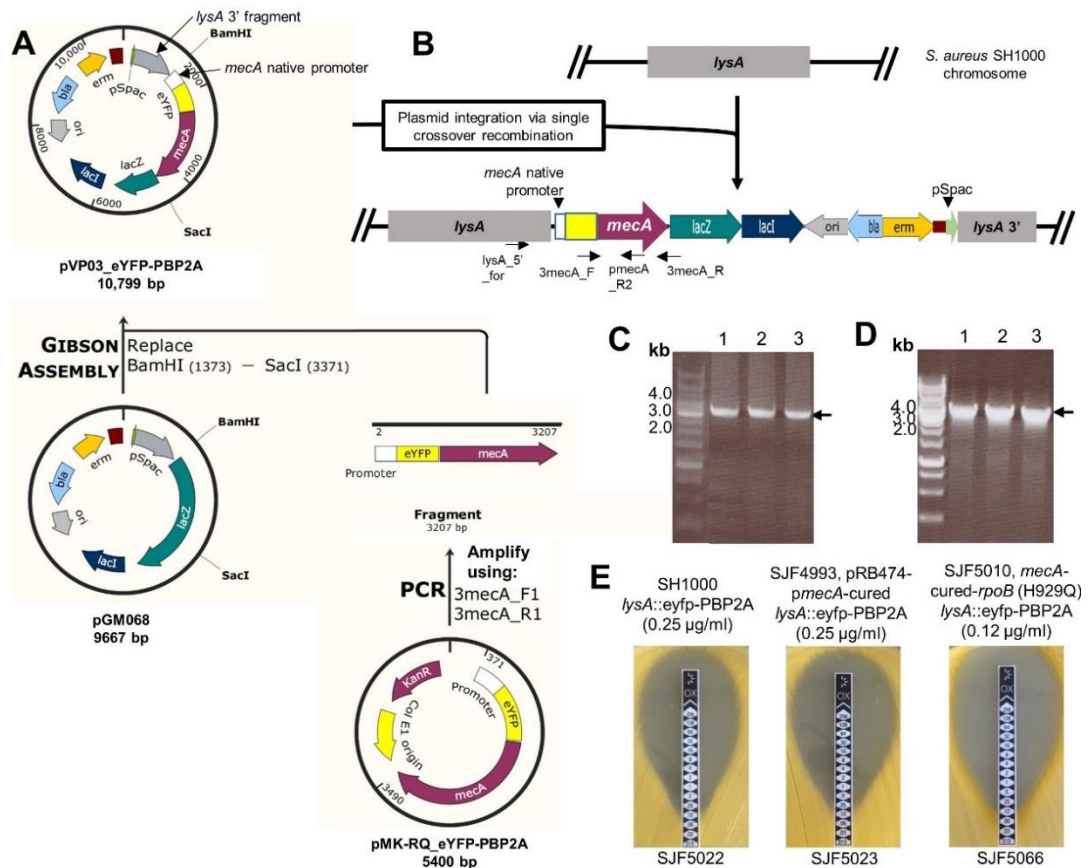 A
lysA 3' fragment
BamHI
mecA native promoter
10,000
2000
4000
6000
8000
erm
pSpac
bla
ori
lacI
lacZ
eYFP
mecA
SacI
pVP03_eYFP-PBP2A
10,799 bp
GIBSON
ASSEMBLY
Replace
BamHI (1373) – SacI (3371)
BamHI
erm
pSpac
bla
ori
lacI
lacZ
SacI
pGM068
9667 bp
2
3207
eYFP
mecA
Promoter
Fragment
3207 bp
PCR
Amplify
using:
3mecA_F1
3mecA_R1
371
KanR
Promoter
eYFP
Col E1 origin
mecA
3490
pMK-RQ_eYFP-PBP2A
5400 bp
B
lysA
S. aureus SH1000
chromosome
Plasmid integration via single
crossover recombination
mecA native
promoter
pSpac
lysA
mecA
lacZ
lacI
ori
bla
erm
lysA 3'
lysA_5'
_for
3mecA_F
pmecA
_R2
3mecA_R
C
kb
1 2 3
4.0
3.0
2.0
D
kb
1 2 3
4.0
3.0
2.0
E
SH1000
lysA::eyfp-PBP2A
(0.25 µg/ml)
SJF4993, pRB474-
pmecA-cured
lysA::eyfp-PBP2A
(0.25 µg/ml)
SJF5010, mecA-
cured-rpoB (H929Q)
lysA::eyfp-PBP2A
(0.12 µg/ml)
OX
OX
OX
SJF5022
SJF5023
SJF5066